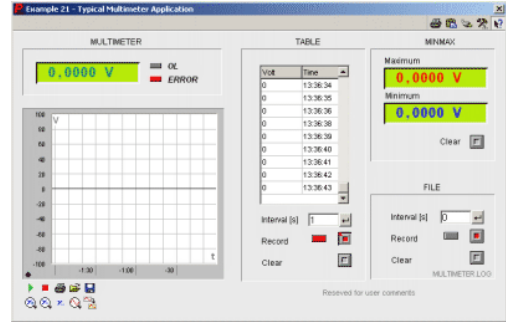 Example 21 - Typical Multimeter Application
MULTIMETER
0,0000 V
OL
ERROR
V
100
80
60
40
20
0
-20
-40
-60
-80
-100
-1:30
-1:00
-30
t
TABLE
Volt Time
0 13:36:34
0 13:36:35
0 13:36:36
0 13:36:38
0 13:36:39
0 13:36:40
0 13:36:41
0 13:36:42
0 13:36:43
Interval [s] 1
Record
Clear
MINMAX
Maximum
0.0000 V
Minimum
0,0000 V
Clear
FILE
Interval [s] 0
Record
Clear
MULTIMETER.LOG
Reseved for user comments